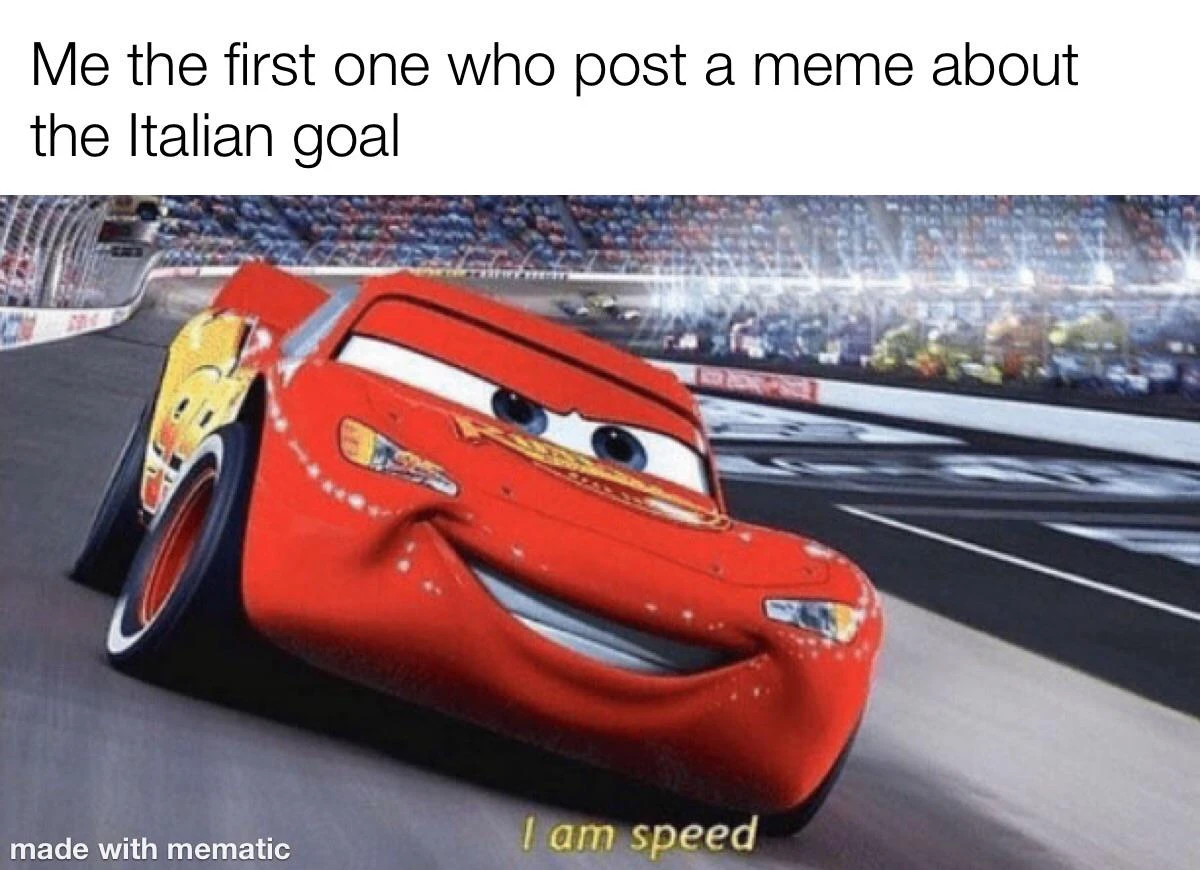 Me the first one who post a meme about
the Italian goal
I am speed
made with mematic